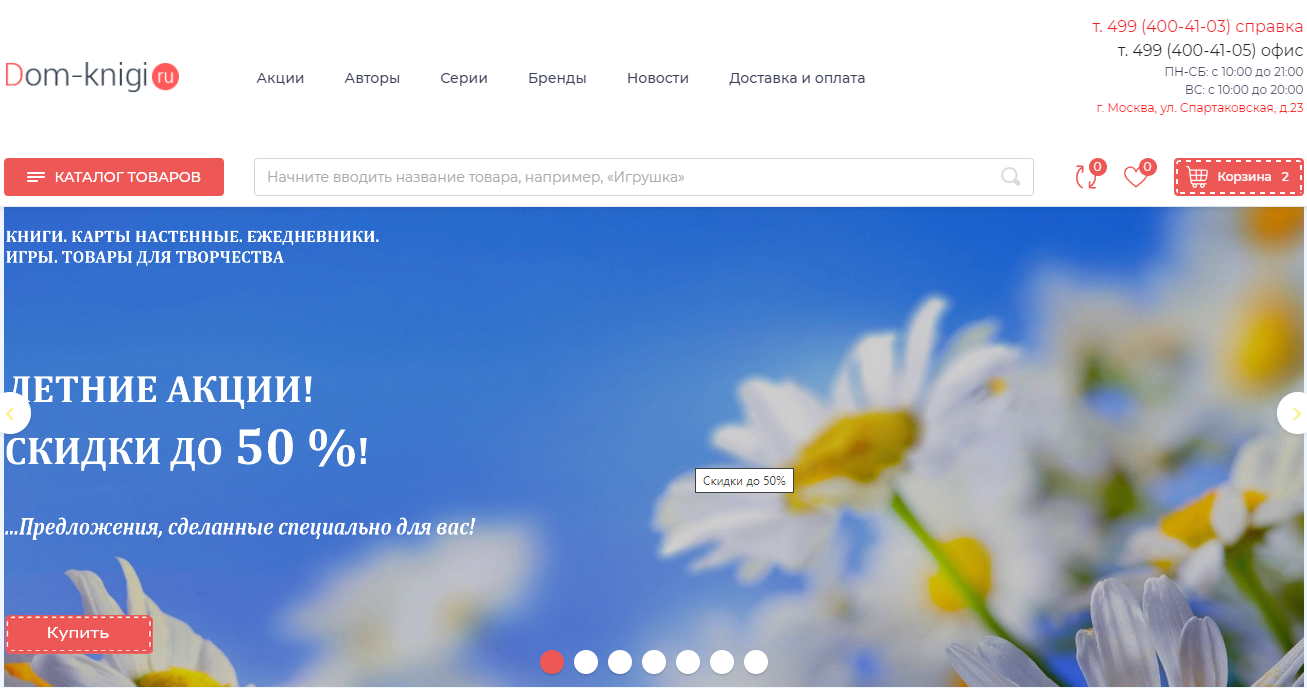 т. 499 (400-41-03) справка
т. 499 (400-41-05) офис
ПН-СБ: с 10:00 до 21:00
ВС: с 10:00 до 20:00
г. Москва, ул. Спартаковская, д.23
Dom-knigi ru
Акции Авторы Серии Бренды Новости Доставка и оплата
КАТАЛОГ ТОВАРОВ
Начните вводить название товара, например, «Игрушка»
0 0 Корзина 2
КНИГИ. КАРТЫ НАСТЕННЫЕ. ЕЖЕДНЕВНИКИ.
ИГРЫ. ТОВАРЫ ДЛЯ ТВОРЧЕСТВА
ЛЕТНИЕ АКЦИИ!
СКИДКИ ДО 50 %!
Скидки до 50%
...Предложения, сделанные специально для вас!
Купить